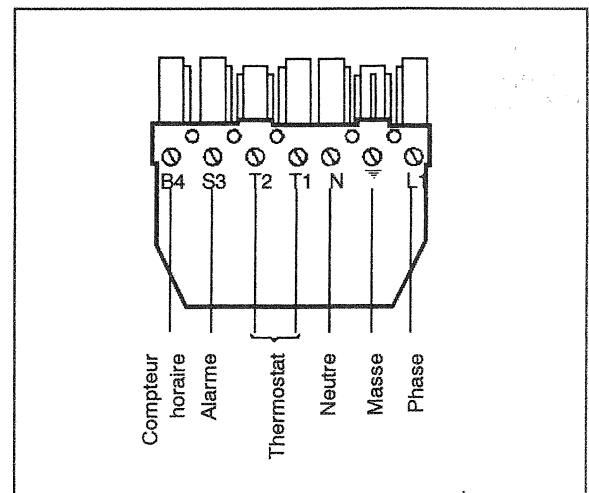 B4 S3 T2 T1 N L1
Compteur
horaire
Alarme
Thermostat
Neutre
Masse
Phase